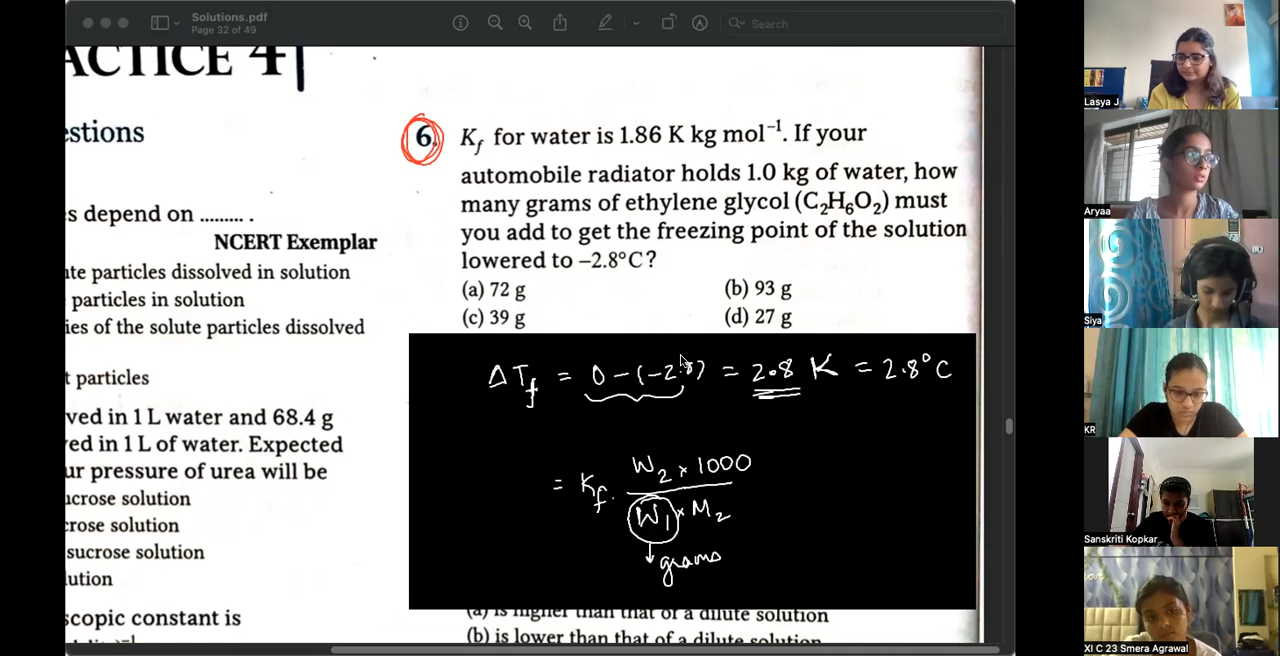 Solutions.pdf
Page 32 of 49
Search
ACTICE 4
estions
s depend on ......... .
NCERT Exemplar
ute particles dissolved in solution
particles in solution
ies of the solute particles dissolved
t particles
ved in 1 L water and 68.4 g
ed in 1 L of water. Expected
ur pressure of urea will be
ucrose solution
crose solution
sucrose solution
lution
scopic constant is
6. Kf for water is 1.86 K kg mol⁻¹. If your
automobile radiator holds 1.0 kg of water, how
many grams of ethylene glycol (C₂H₆O₂) must
you add to get the freezing point of the solution
lowered to –2.8°C?
(a) 72 g (b) 93 g
(c) 39 g (d) 27 g
ΔTf = 0 – (–2.8) = 2.8 K = 2.8°C
= Kf . W₂ × 1000
W₁ × M₂
grams
(a) is higher than that of a dilute solution
(b) is lower than that of a dilute solution
Lasya J
Aryaa
Siya
KR
Sanskriti Kopkar
XI C 23 Smera Agrawal